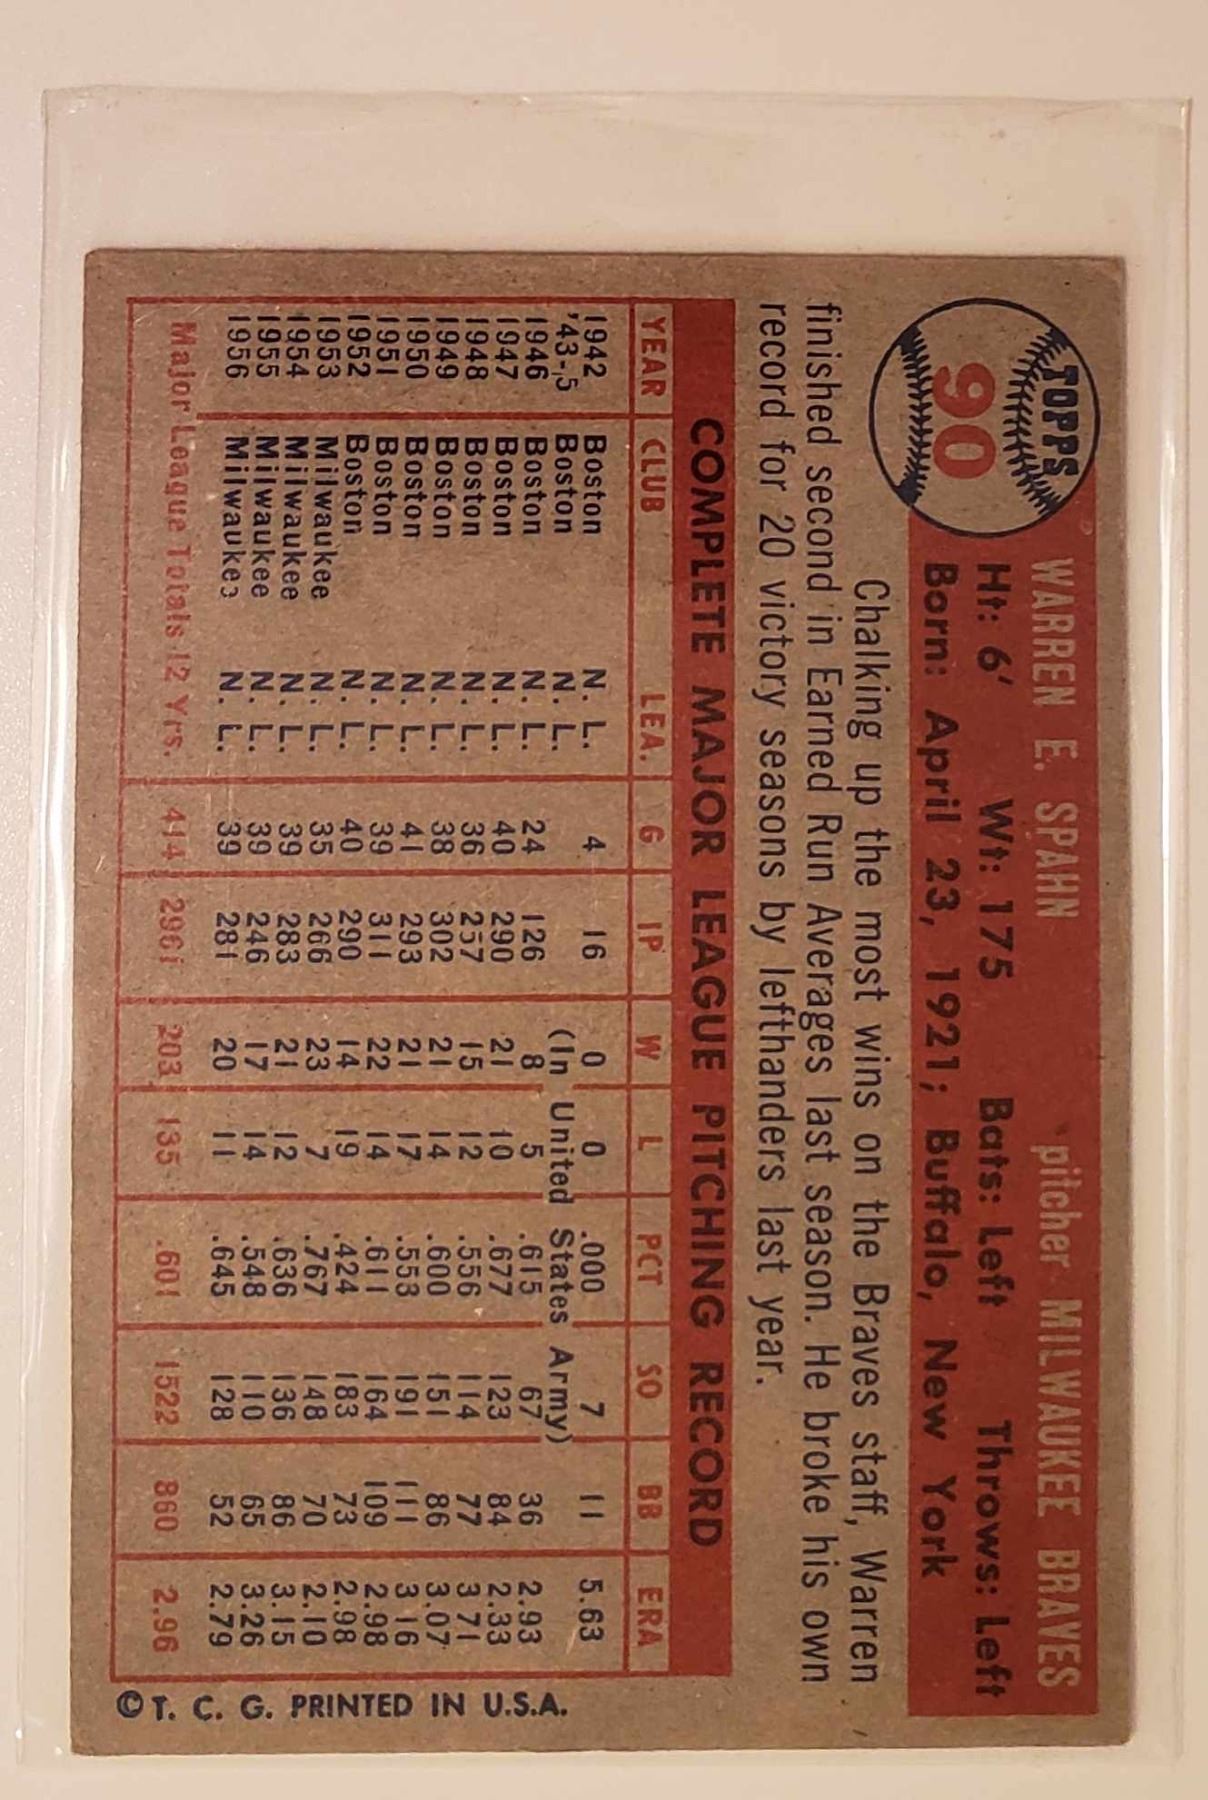 TOPPS
90
WARREN E. SPAHN pitcher MILWAUKEE BRAVES
Ht: 6' Wt: 175 Bats: Left Throws: Left
Born: April 23, 1921; Buffalo, New York
Chalking up the most wins on the Braves staff, Warren
finished second in Earned Run Averages last season. He broke his own
record for 20 victory seasons by lefthanders last year.
COMPLETE MAJOR LEAGUE PITCHING RECORD
YEAR CLUB LEA. G IP W L PCT SO BB ERA
1942 Boston N. L. 4 16 0 0 .000 7 11 5.63
'43-,5 Boston N. L. (In United States Army)
1946 Boston N. L. 24 126 8 5 .615 67 36 2.93
1947 Boston N. L. 40 290 21 10 .677 123 84 2.33
1948 Boston N. L. 36 257 15 12 .556 114 77 3.71
1949 Boston N. L. 38 302 21 14 .600 151 86 3.07
1950 Boston N. L. 41 293 21 17 .553 191 111 3.16
1951 Boston N. L. 39 311 22 14 .611 164 109 2.98
1952 Boston N. L. 40 290 14 19 .424 183 73 2.98
1953 Milwaukee N. L. 35 266 23 7 .767 148 70 2.10
1954 Milwaukee N. L. 39 283 21 12 .636 136 86 3.15
1955 Milwaukee N. L. 39 246 17 14 .548 110 65 3.26
1956 Milwaukee N. L. 39 281 20 11 .645 128 52 2.79
Major League Totals 12 Yrs. 414 2961 203 135 .601 1522 860 2.96
© T. C. G. PRINTED IN U.S.A.